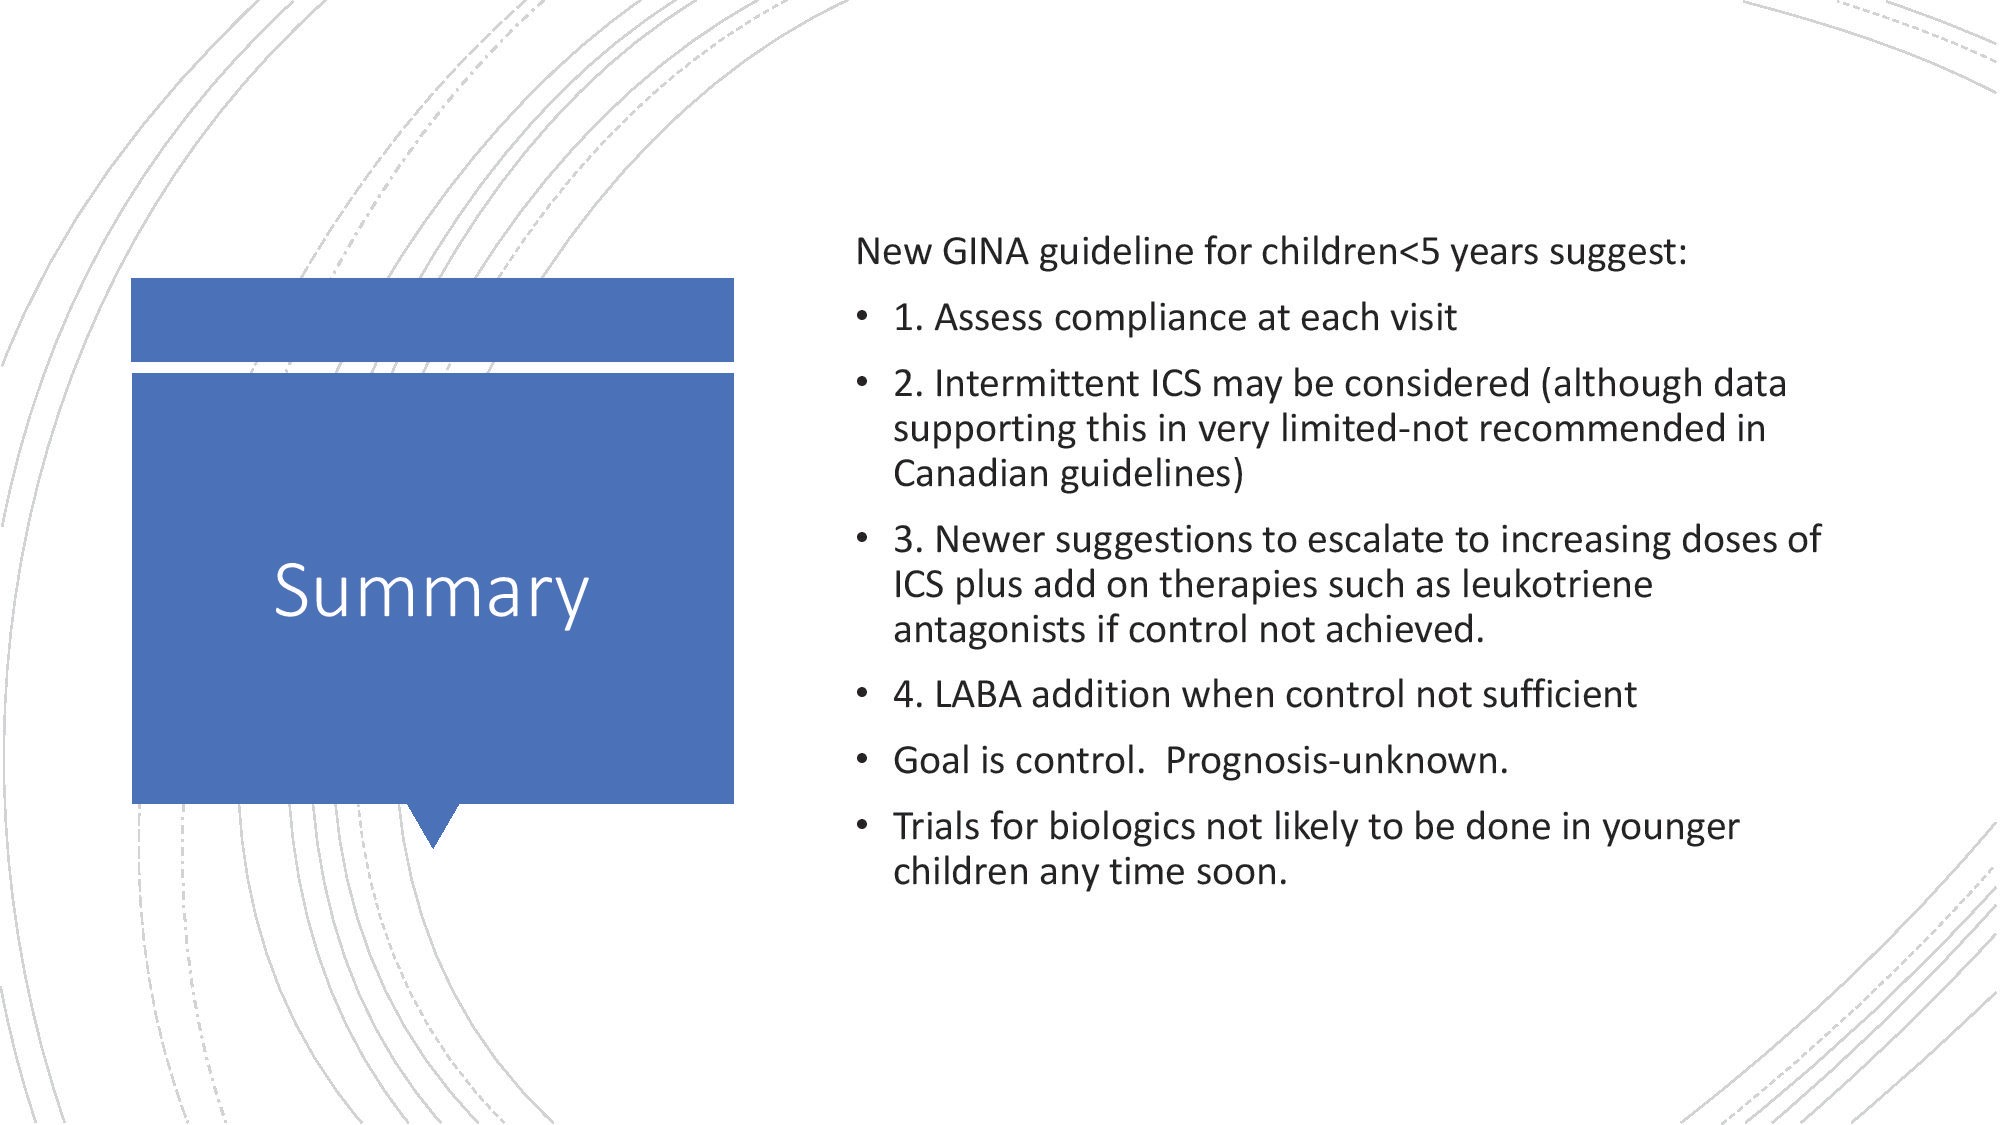 Summary
New GINA guideline for children<5 years suggest:
• 1. Assess compliance at each visit
• 2. Intermittent ICS may be considered (although data
supporting this in very limited-not recommended in
Canadian guidelines)
• 3. Newer suggestions to escalate to increasing doses of
ICS plus add on therapies such as leukotriene
antagonists if control not achieved.
• 4. LABA addition when control not sufficient
• Goal is control.  Prognosis-unknown.
• Trials for biologics not likely to be done in younger
children any time soon.